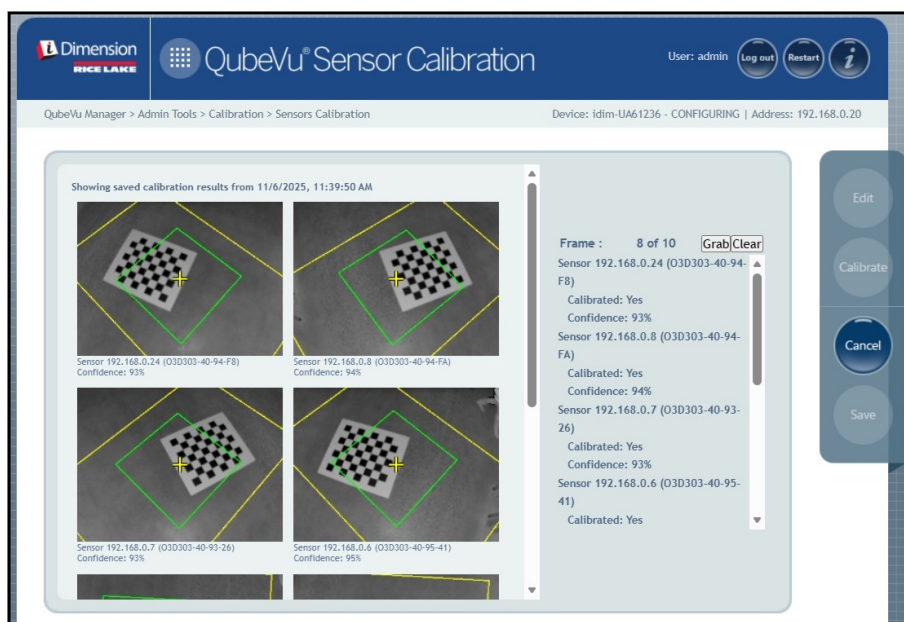 iDimension
RICE LAKE
QubeVu® Sensor Calibration
User: admin
Log out
Restart
i
QubeVu Manager > Admin Tools > Calibration > Sensors Calibration
Device: idim-UA61236 - CONFIGURING | Address: 192.168.0.20
Showing saved calibration results from 11/6/2025, 11:39:50 AM
Sensor 192.168.0.24 (O3D303-40-94-F8)
Confidence: 93%
Sensor 192.168.0.8 (O3D303-40-94-FA)
Confidence: 94%
Sensor 192.168.0.7 (O3D303-40-93-26)
Confidence: 93%
Sensor 192.168.0.6 (O3D303-40-95-41)
Confidence: 95%
Frame : 8 of 10 Grab Clear
Sensor 192.168.0.24 (O3D303-40-94-
F8)
Calibrated: Yes
Confidence: 93%
Sensor 192.168.0.8 (O3D303-40-94-
FA)
Calibrated: Yes
Confidence: 94%
Sensor 192.168.0.7 (O3D303-40-93-
26)
Calibrated: Yes
Confidence: 93%
Sensor 192.168.0.6 (O3D303-40-95-
41)
Calibrated: Yes
Edit
Calibrate
Cancel
Save